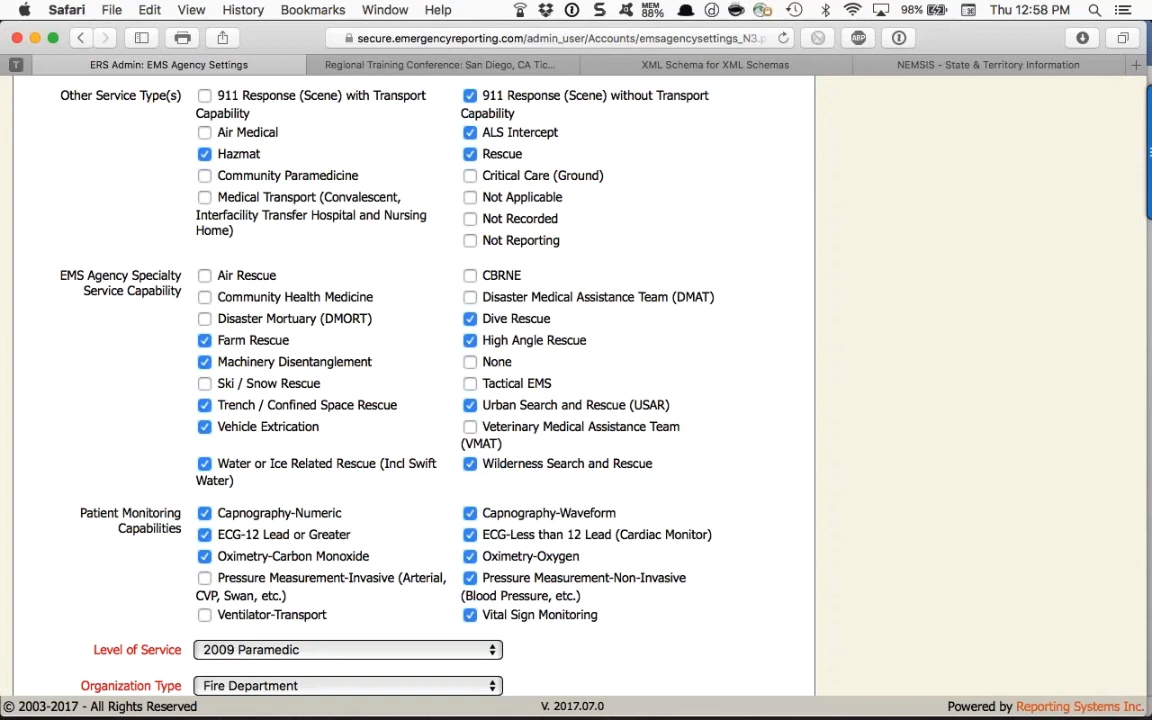 Safari File Edit View History Bookmarks Window Help MEM 88% 98% Thu 12:58 PM
secure.emergencyreporting.com/admin_user/Accounts/emsagencysettings_N3.p ABP
T ERS Admin: EMS Agency Settings Regional Training Conference: San Diego, CA Tic... XML Schema for XML Schemas NEMSIS - State & Territory Information
Other Service Type(s) 911 Response (Scene) with Transport 911 Response (Scene) without Transport
Capability Capability
Air Medical ALS Intercept
Hazmat Rescue
Community Paramedicine Critical Care (Ground)
Medical Transport (Convalescent, Not Applicable
Interfacility Transfer Hospital and Nursing Not Recorded
Home) Not Reporting
EMS Agency Specialty Air Rescue CBRNE
Service Capability Community Health Medicine Disaster Medical Assistance Team (DMAT)
Disaster Mortuary (DMORT) Dive Rescue
Farm Rescue High Angle Rescue
Machinery Disentanglement None
Ski / Snow Rescue Tactical EMS
Trench / Confined Space Rescue Urban Search and Rescue (USAR)
Vehicle Extrication Veterinary Medical Assistance Team
(VMAT)
Water or Ice Related Rescue (Incl Swift Wilderness Search and Rescue
Water)
Patient Monitoring Capnography-Numeric Capnography-Waveform
Capabilities ECG-12 Lead or Greater ECG-Less than 12 Lead (Cardiac Monitor)
Oximetry-Carbon Monoxide Oximetry-Oxygen
Pressure Measurement-Invasive (Arterial, Pressure Measurement-Non-Invasive
CVP, Swan, etc.) (Blood Pressure, etc.)
Ventilator-Transport Vital Sign Monitoring
Level of Service 2009 Paramedic
Organization Type Fire Department
© 2003-2017 - All Rights Reserved V. 2017.07.0 Powered by Reporting Systems Inc.